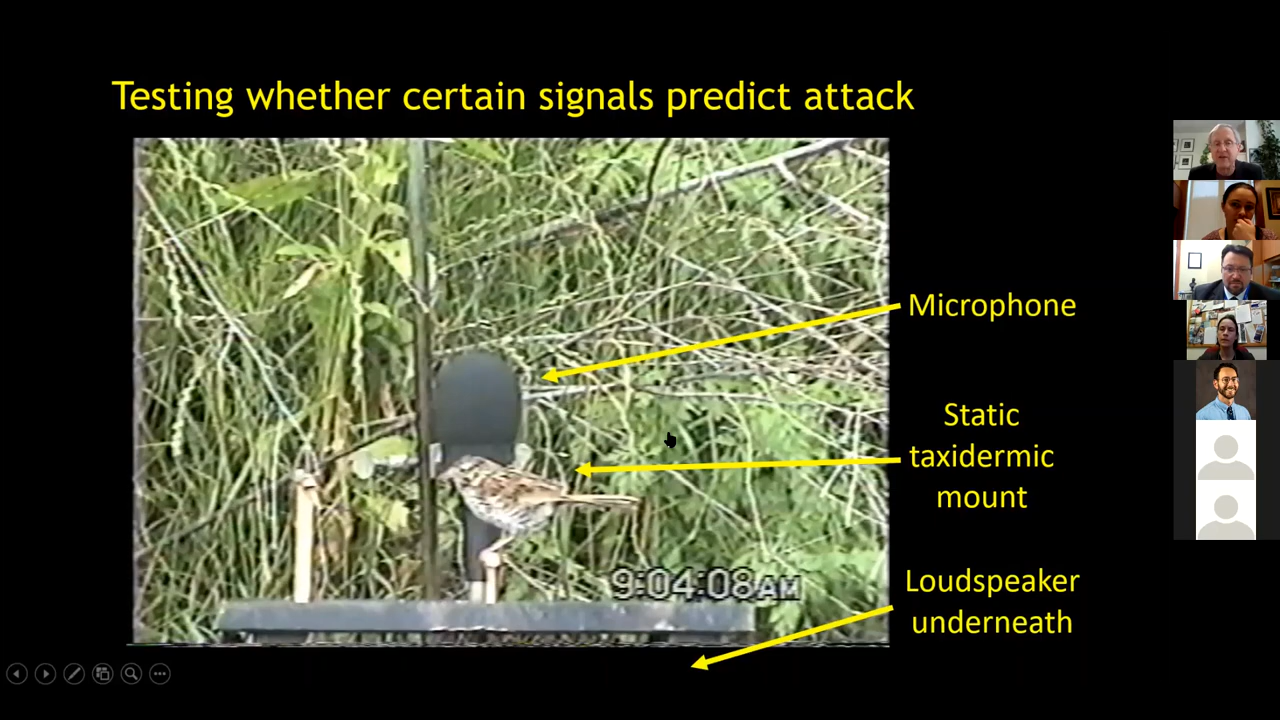 Testing whether certain signals predict attack
Microphone
Static
taxidermic
mount
9:04:08AM
Loudspeaker
underneath